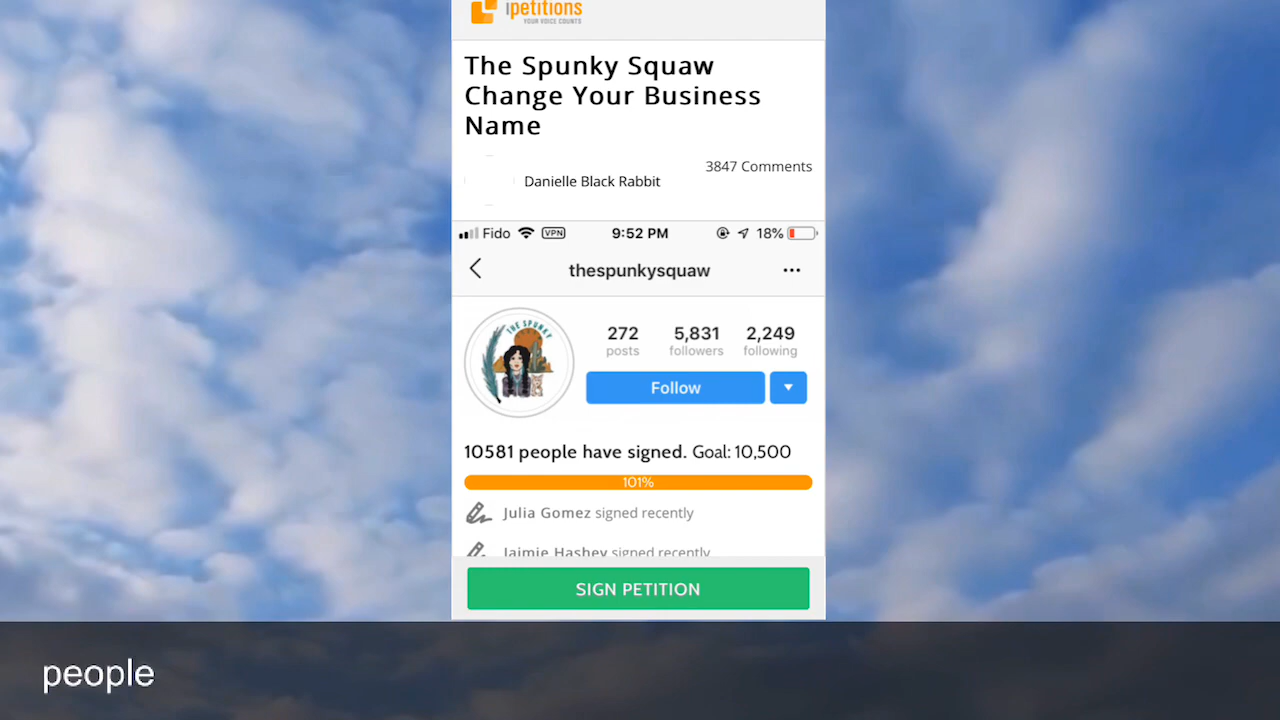 ipetitions
YOUR VOICE COUNTS
The Spunky Squaw
Change Your Business
Name
3847 Comments
Danielle Black Rabbit
Fido VPN 9:52 PM 18%
thespunkysquaw
THE SPUNKY
272 5,831 2,249
posts followers following
Follow
10581 people have signed. Goal: 10,500
101%
Julia Gomez signed recently
Jaimie Hashey signed recently
SIGN PETITION
people